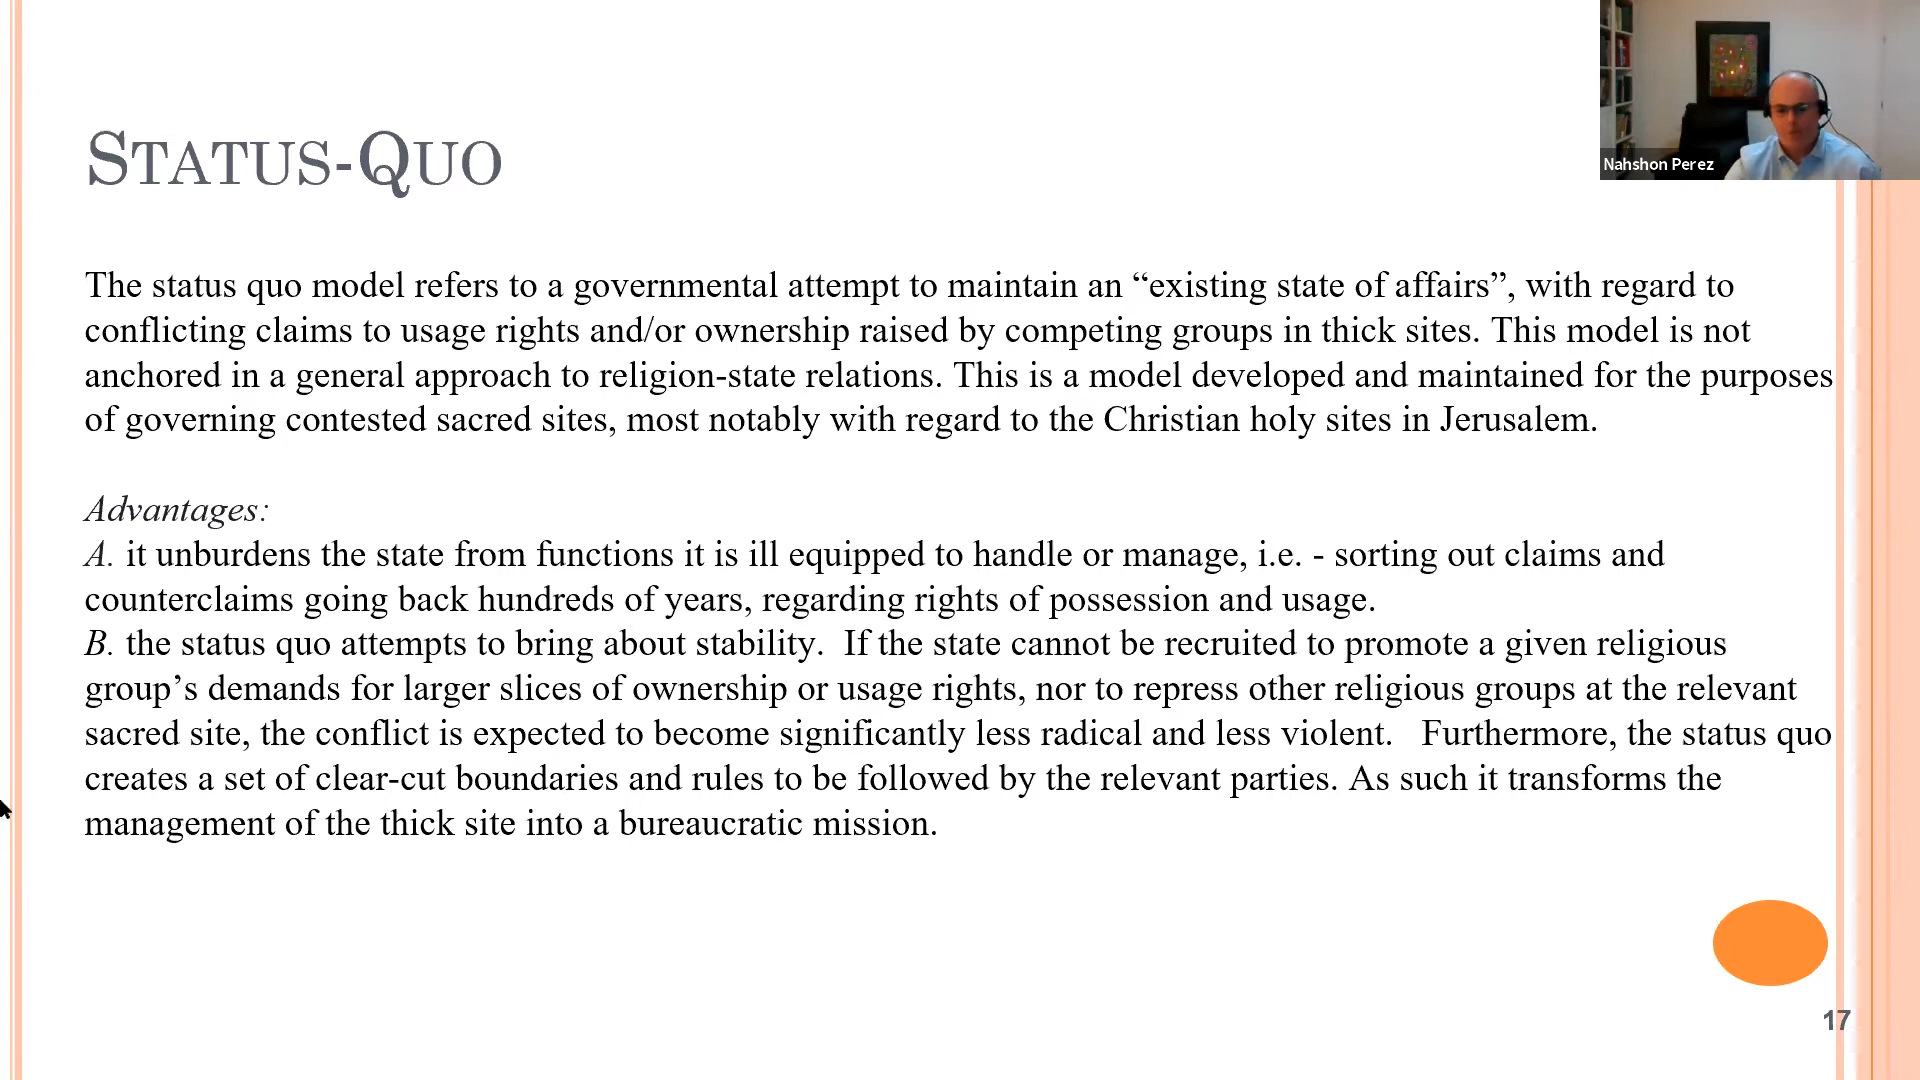 Nahshon Perez
STATUS-QUO
The status quo model refers to a governmental attempt to maintain an “existing state of affairs”, with regard to
conflicting claims to usage rights and/or ownership raised by competing groups in thick sites. This model is not
anchored in a general approach to religion-state relations. This is a model developed and maintained for the purposes
of governing contested sacred sites, most notably with regard to the Christian holy sites in Jerusalem.
Advantages:
A. it unburdens the state from functions it is ill equipped to handle or manage, i.e. - sorting out claims and
counterclaims going back hundreds of years, regarding rights of possession and usage.
B. the status quo attempts to bring about stability.  If the state cannot be recruited to promote a given religious
group’s demands for larger slices of ownership or usage rights, nor to repress other religious groups at the relevant
sacred site, the conflict is expected to become significantly less radical and less violent.   Furthermore, the status quo
creates a set of clear-cut boundaries and rules to be followed by the relevant parties. As such it transforms the
management of the thick site into a bureaucratic mission.
17